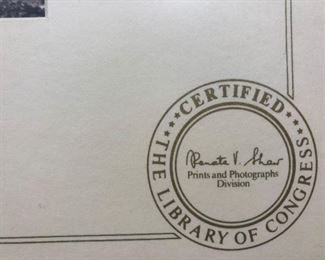 ★★★ CERTIFIED ★★★
Renata V. Shaw
Prints and Photographs
Division
THE LIBRARY OF CONGRESS